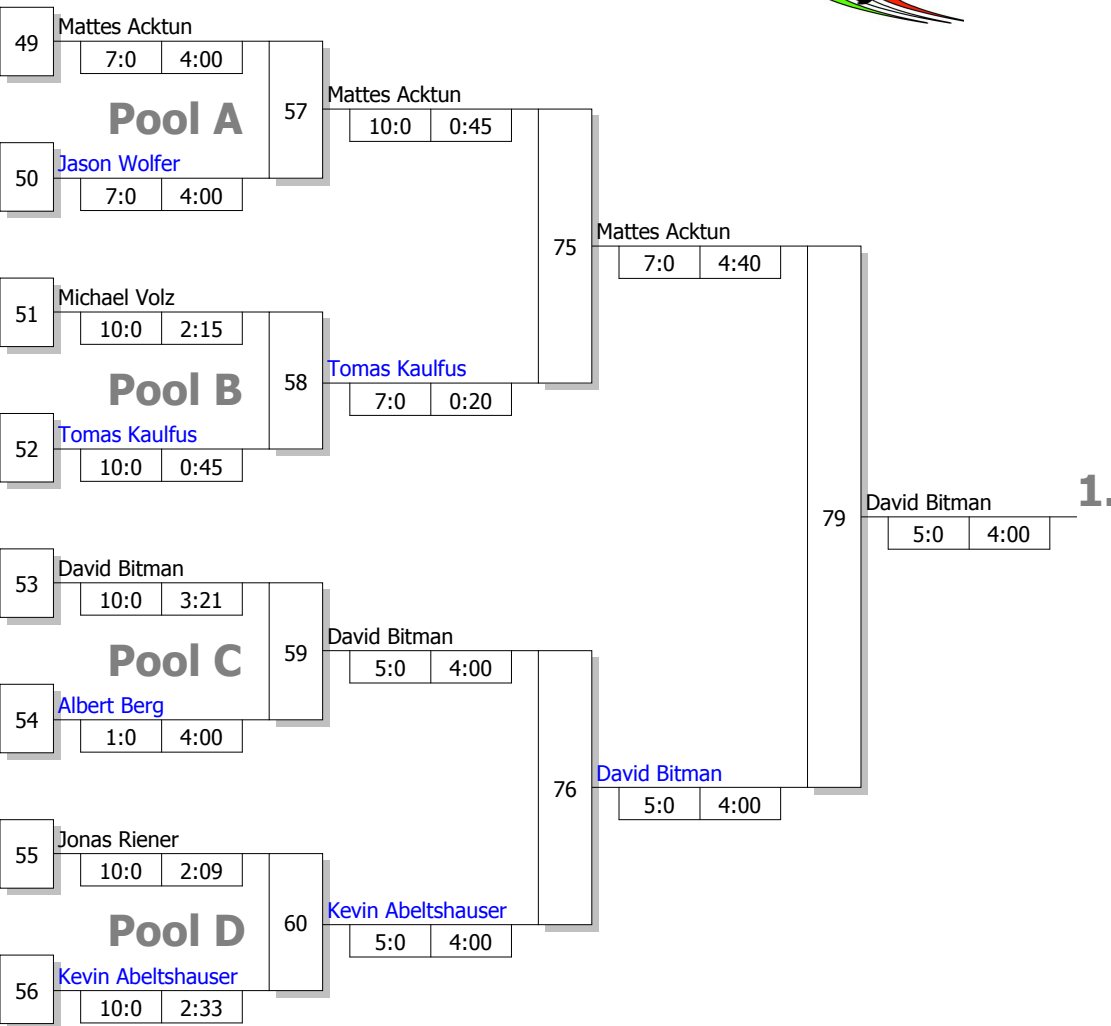 49
Mattes Acktun
7:0 4:00
Pool A
50
Jason Wolfer
7:0 4:00
57
Mattes Acktun
10:0 0:45
51
Michael Volz
10:0 2:15
Pool B
52
Tomas Kaulfus
10:0 0:45
58
Tomas Kaulfus
7:0 0:20
75
Mattes Acktun
7:0 4:40
53
David Bitman
10:0 3:21
Pool C
54
Albert Berg
1:0 4:00
59
David Bitman
5:0 4:00
55
Jonas Riener
10:0 2:09
Pool D
56
Kevin Abeltshauser
10:0 2:33
60
Kevin Abeltshauser
5:0 4:00
76
David Bitman
5:0 4:00
79
David Bitman
5:0 4:00
1.